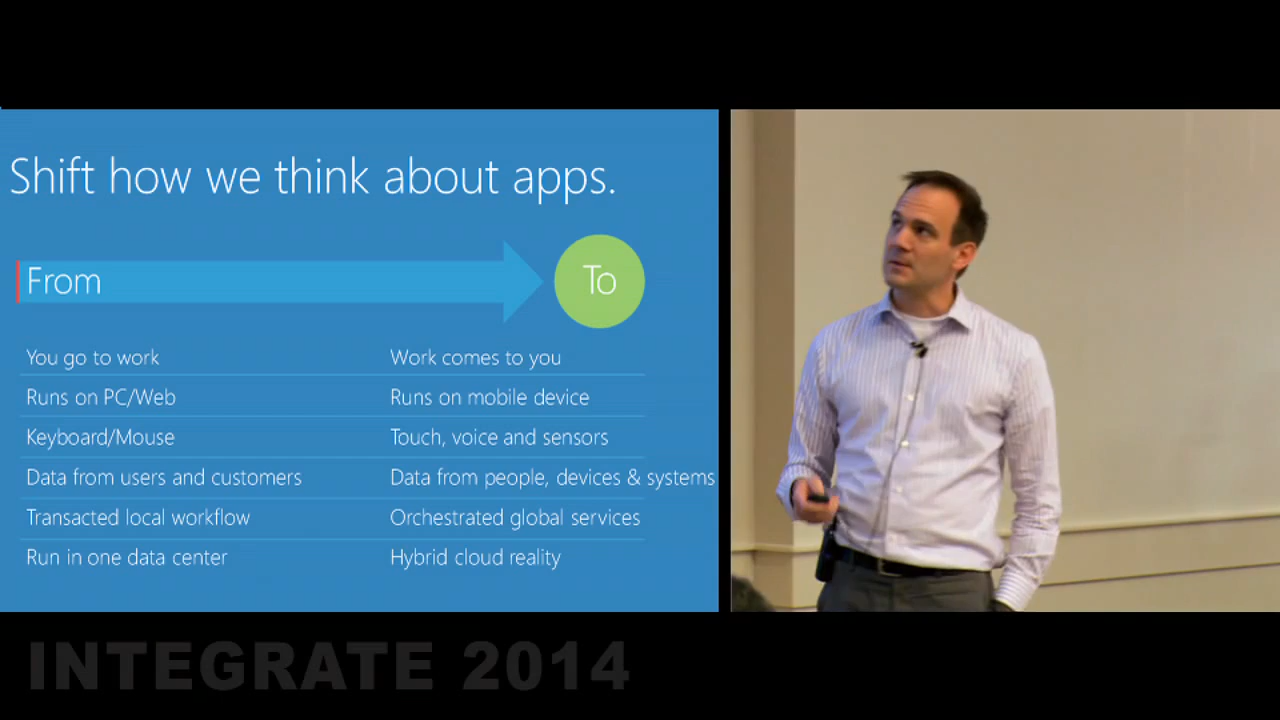 Shift how we think about apps.
From
To
You go to work
Work comes to you
Runs on PC/Web
Runs on mobile device
Keyboard/Mouse
Touch, voice and sensors
Data from users and customers
Data from people, devices & systems
Transacted local workflow
Orchestrated global services
Run in one data center
Hybrid cloud reality
INTEGRATE 2014